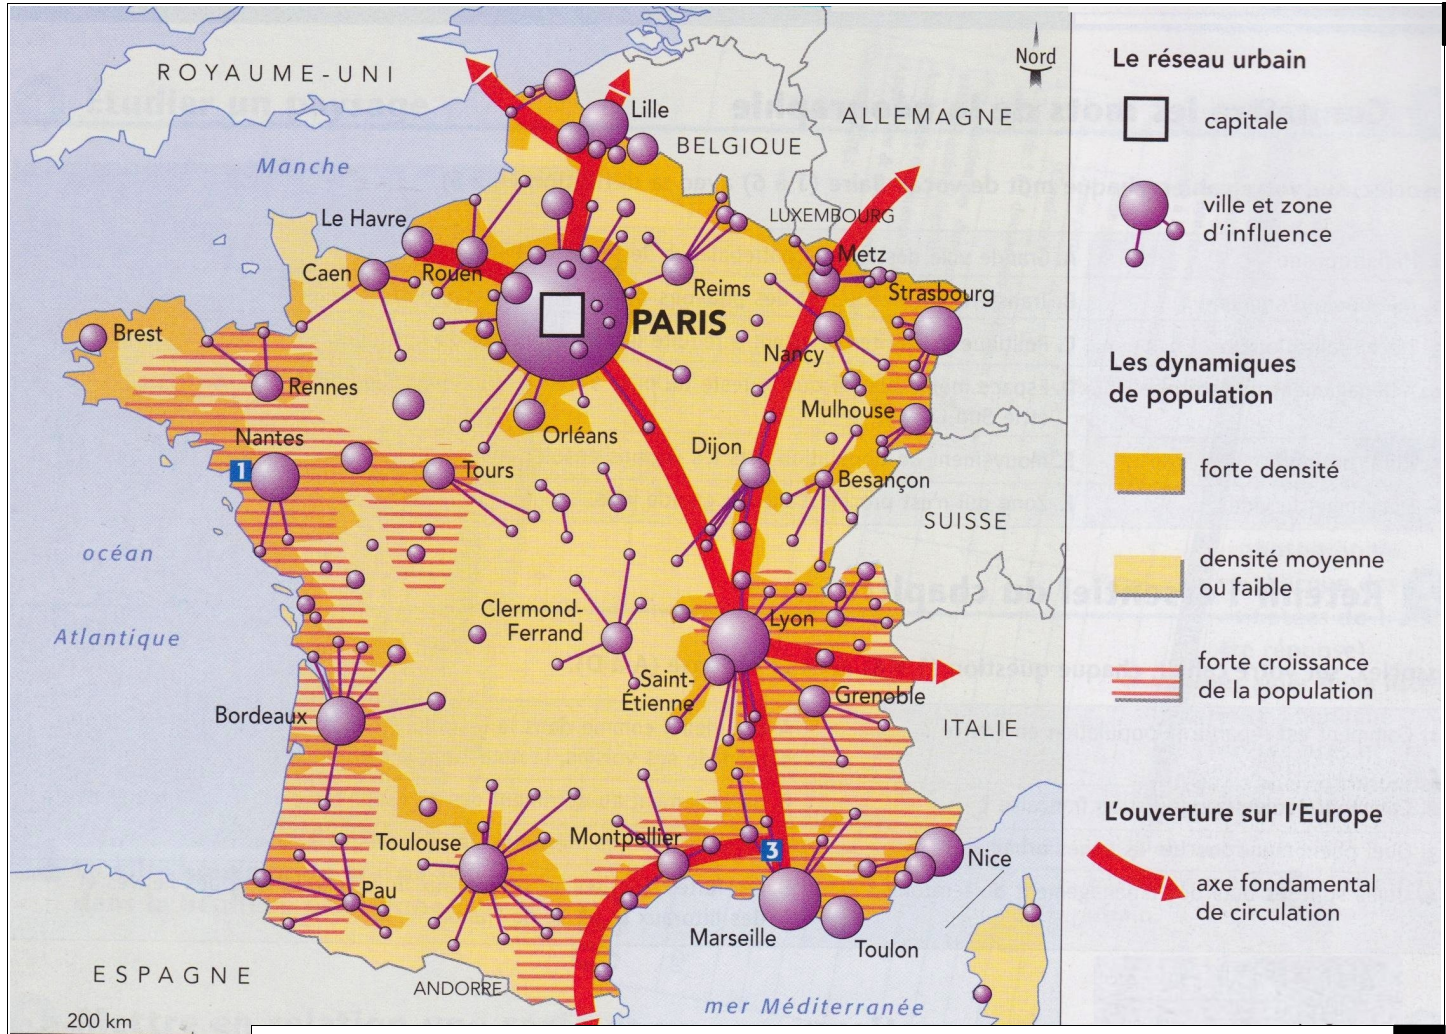 ROYAUME-UNI
Nord
ALLEMAGNE
Lille
BELGIQUE
Manche
LUXEMBOURG
Le Havre
Metz
Caen
Rouen
Reims
Strasbourg
PARIS
Brest
Nancy
Rennes
Mulhouse
Nantes
Orléans
Dijon
1
Tours
Besançon
SUISSE
océan
Atlantique
Clermond-
Ferrand
Lyon
Saint-
Étienne
Grenoble
Bordeaux
ITALIE
Toulouse
Montpellier
3
Nice
Pau
Marseille
Toulon
ESPAGNE
ANDORRE
mer Méditerranée
200 km
Le réseau urbain
capitale
ville et zone
d'influence
Les dynamiques
de population
forte densité
densité moyenne
ou faible
forte croissance
de la population
L'ouverture sur l'Europe
axe fondamental
de circulation